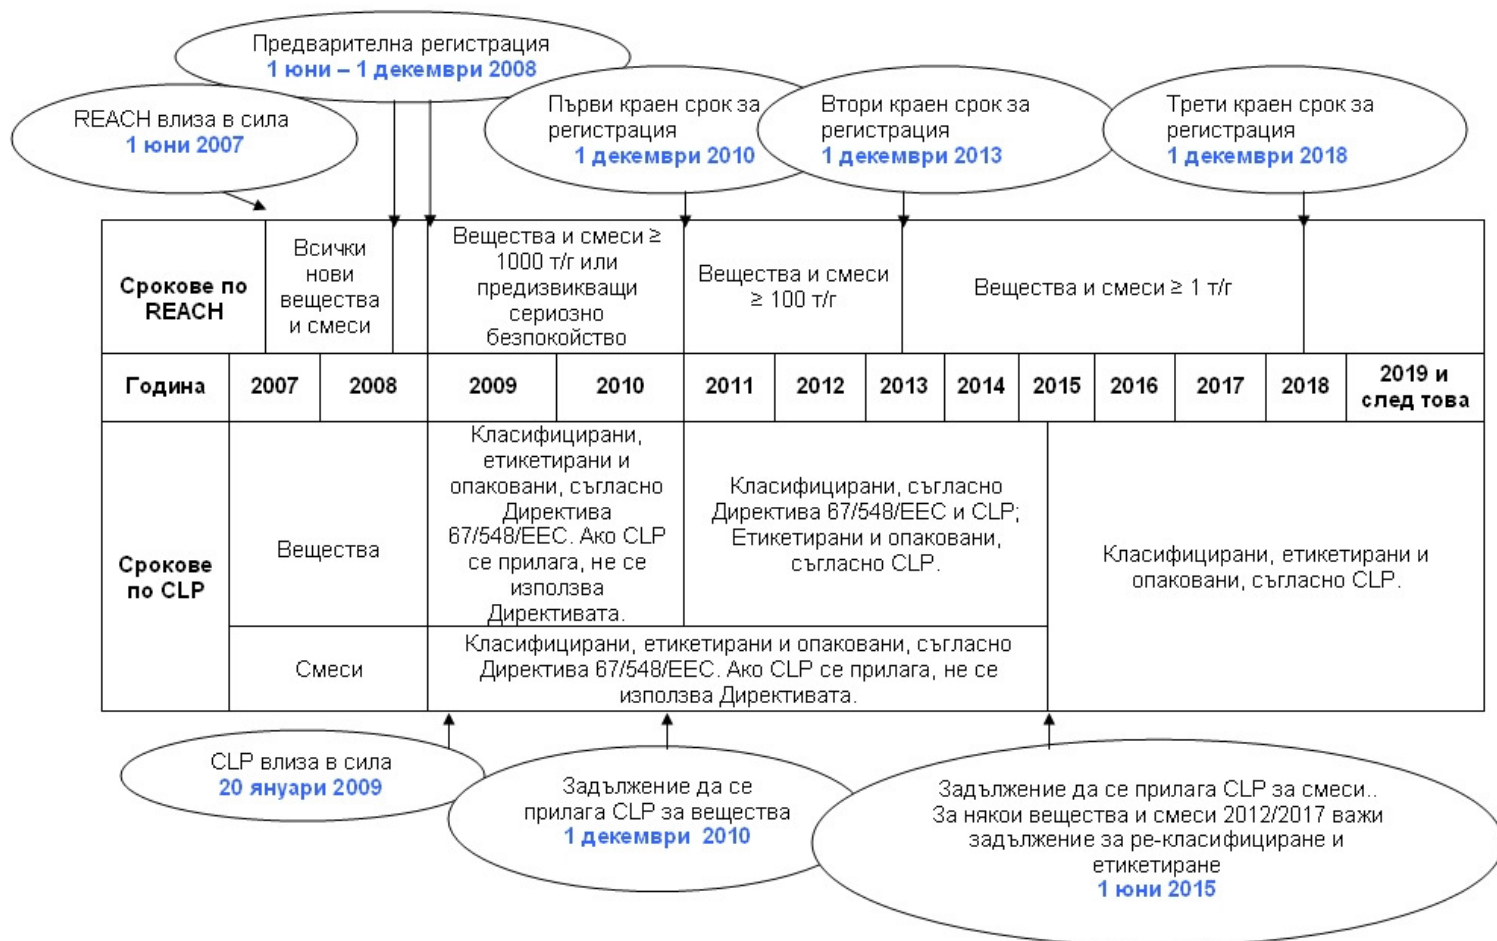 Предварителна регистрация
1 юни – 1 декември 2008
REACH влиза в сила
1 юни 2007
Първи краен срок за
регистрация
1 декември 2010
Втори краен срок за
регистрация
1 декември 2013
Трети краен срок за
регистрация
1 декември 2018
Срокове по
REACH
Всички
нови
вещества
и смеси
Вещества и смеси ≥
1000 т/г или
предизвикващи
сериозно
безпокойство
Вещества и смеси
≥ 100 т/г
Вещества и смеси ≥ 1 т/г
Година
2007
2008
2009
2010
2011
2012
2013
2014
2015
2016
2017
2018
2019 и
след това
Срокове
по CLP
Вещества
Класифицирани,
етикетирани и
опаковани, съгласно
Директива
67/548/EEC. Ако CLP
се прилага, не се
използва
Директивата.
Класифицирани, съгласно
Директива 67/548/EEC и CLP;
Етикетирани и опаковани,
съгласно CLP.
Класифицирани, етикетирани и
опаковани, съгласно CLP.
Смеси
Класифицирани, етикетирани и опаковани, съгласно
Директива 67/548/EEC. Ако CLP се прилага, не се
използва Директивата.
CLP влиза в сила
20 януари 2009
Задължение да се
прилага CLP за вещества
1 декември 2010
Задължение да се прилага CLP за смеси..
За някои вещества и смеси 2012/2017 важи
задължение за ре-класифициране и
етикетиране
1 юни 2015